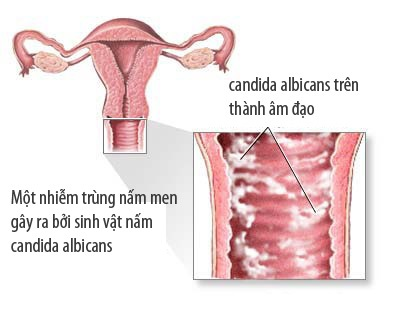 candida albicans trên
thành âm đạo
Một nhiễm trùng nấm men
gây ra bởi sinh vật nấm
candida albicans